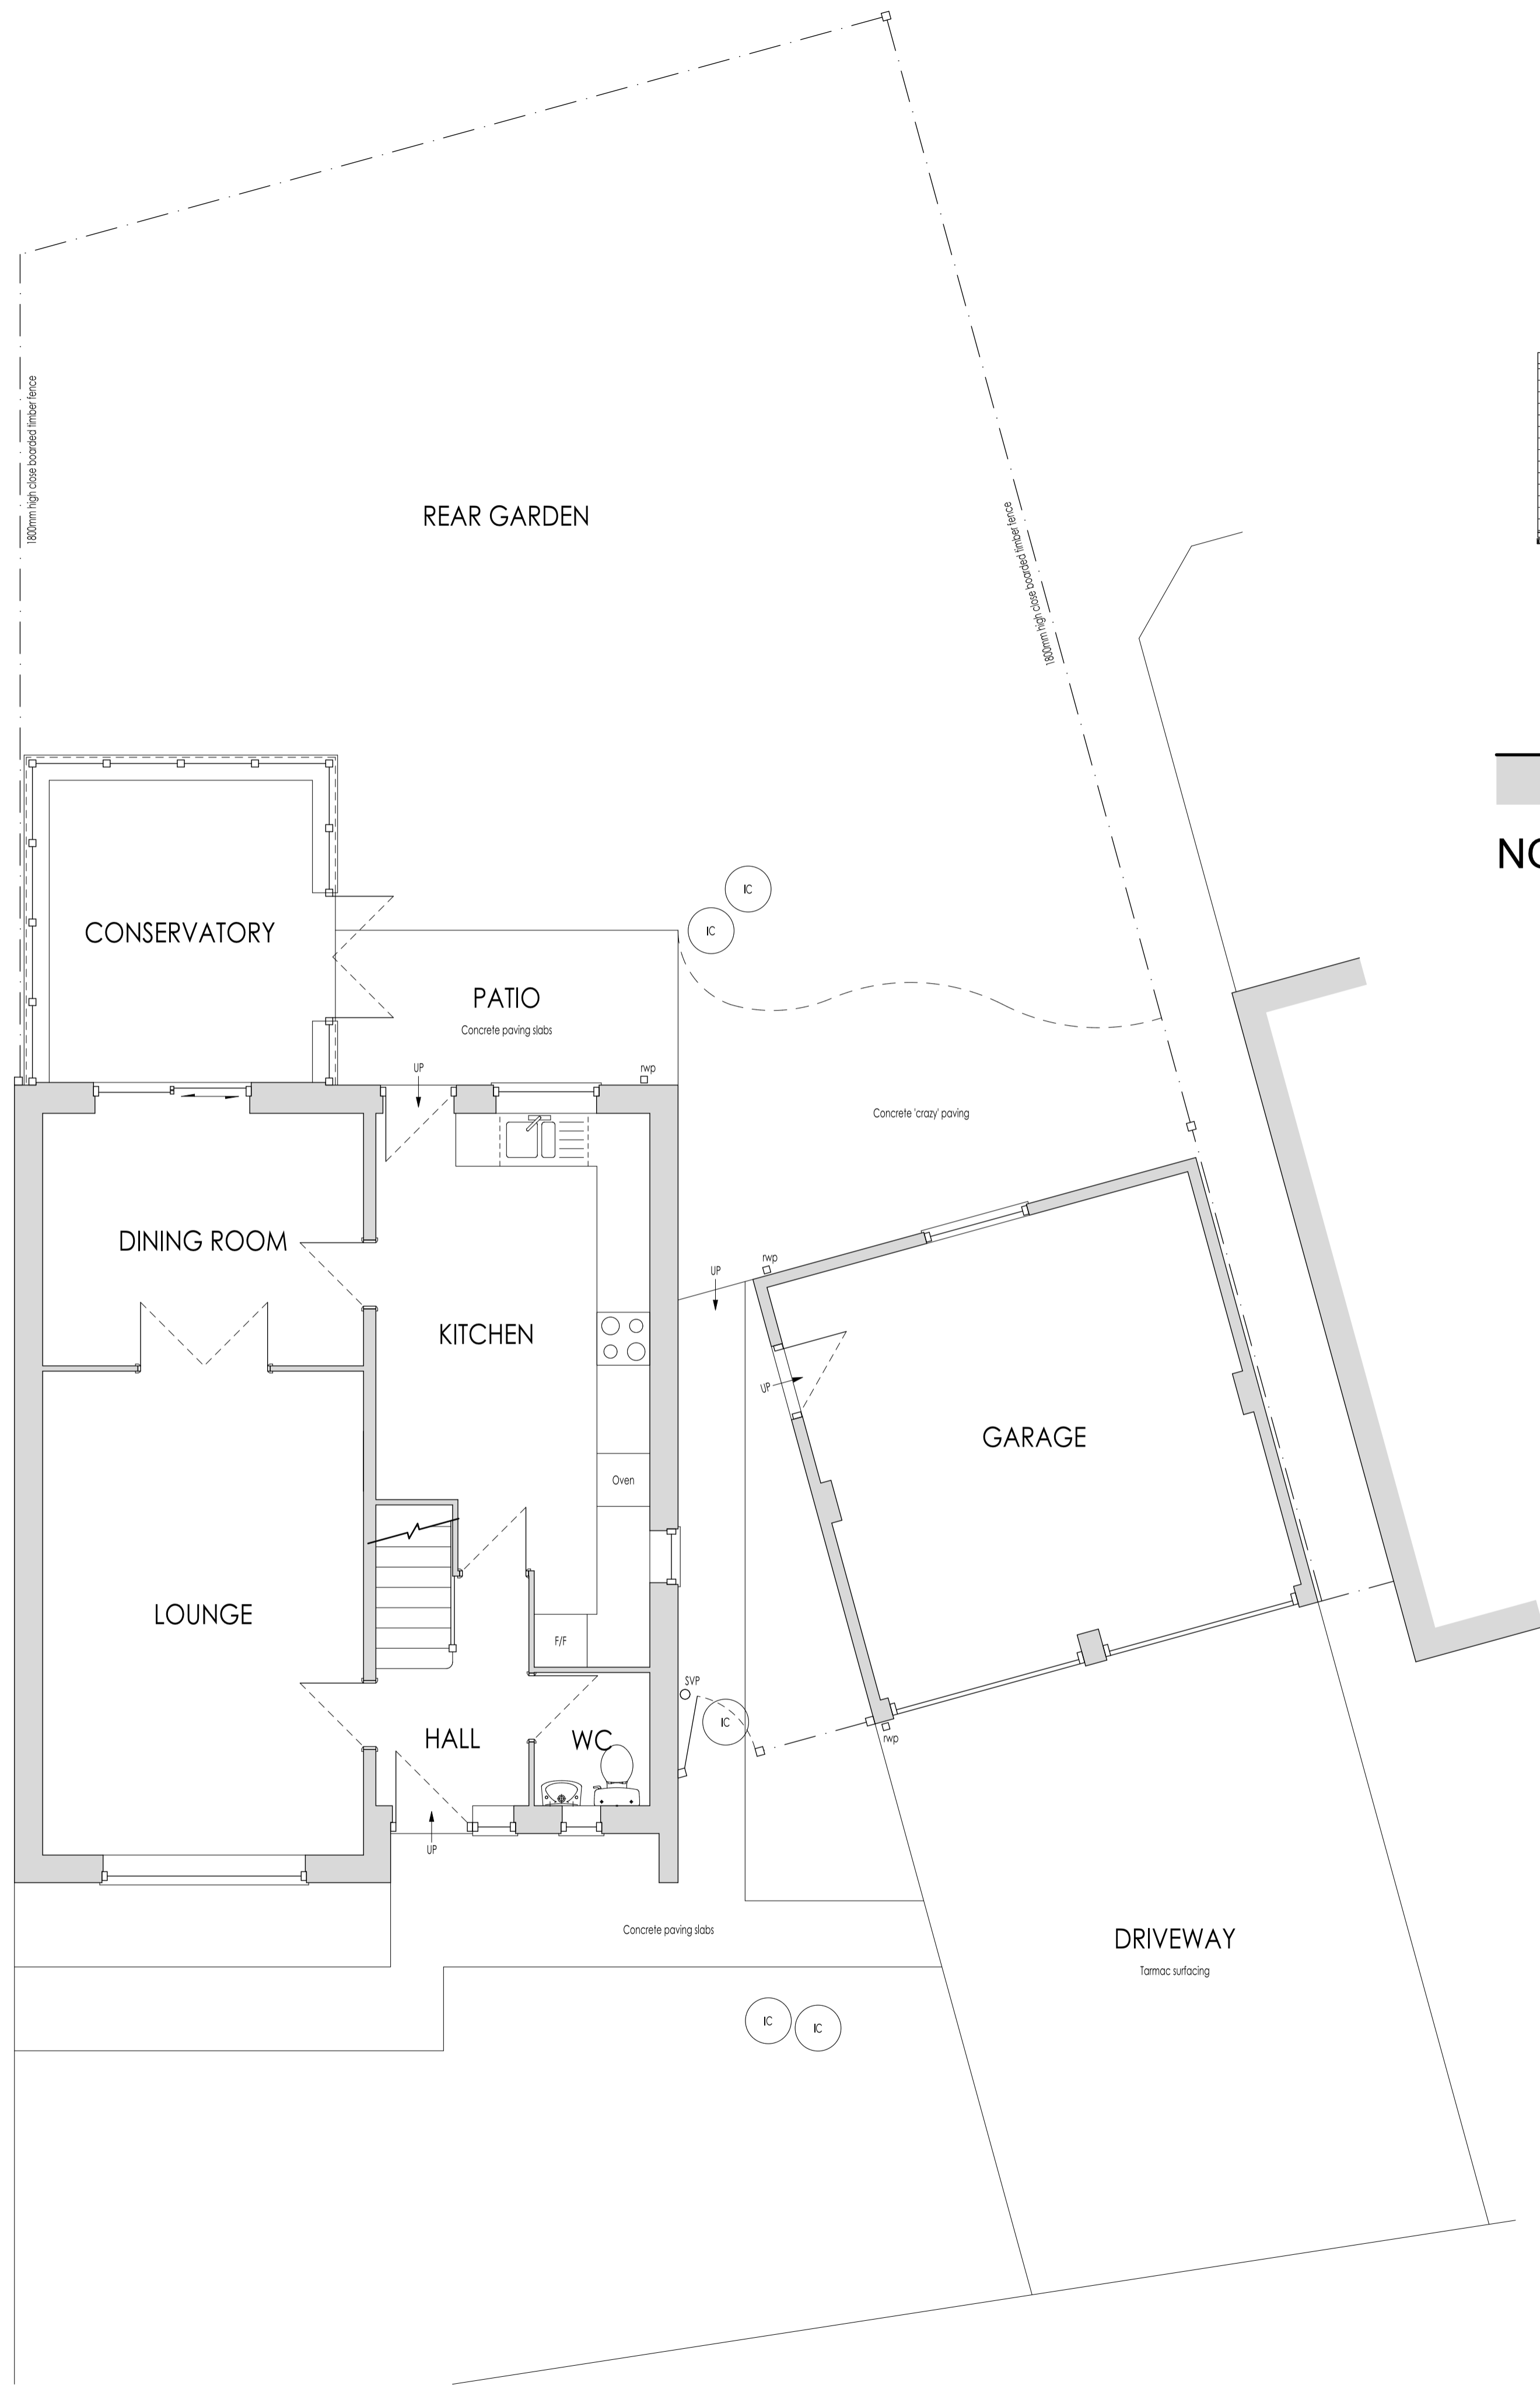 1800mm high close boarded timber fence
REAR GARDEN
1800mm high close boarded timber fence
NO
CONSERVATORY
IC
IC
PATIO
Concrete paving slabs
UP
rwp
Concrete 'crazy' paving
DINING ROOM
rwp
UP
KITCHEN
UP
GARAGE
Oven
LOUNGE
F/F
SVP
IC
HALL
WC
rwp
UP
Concrete paving slabs
DRIVEWAY
Tarmac surfacing
IC
IC